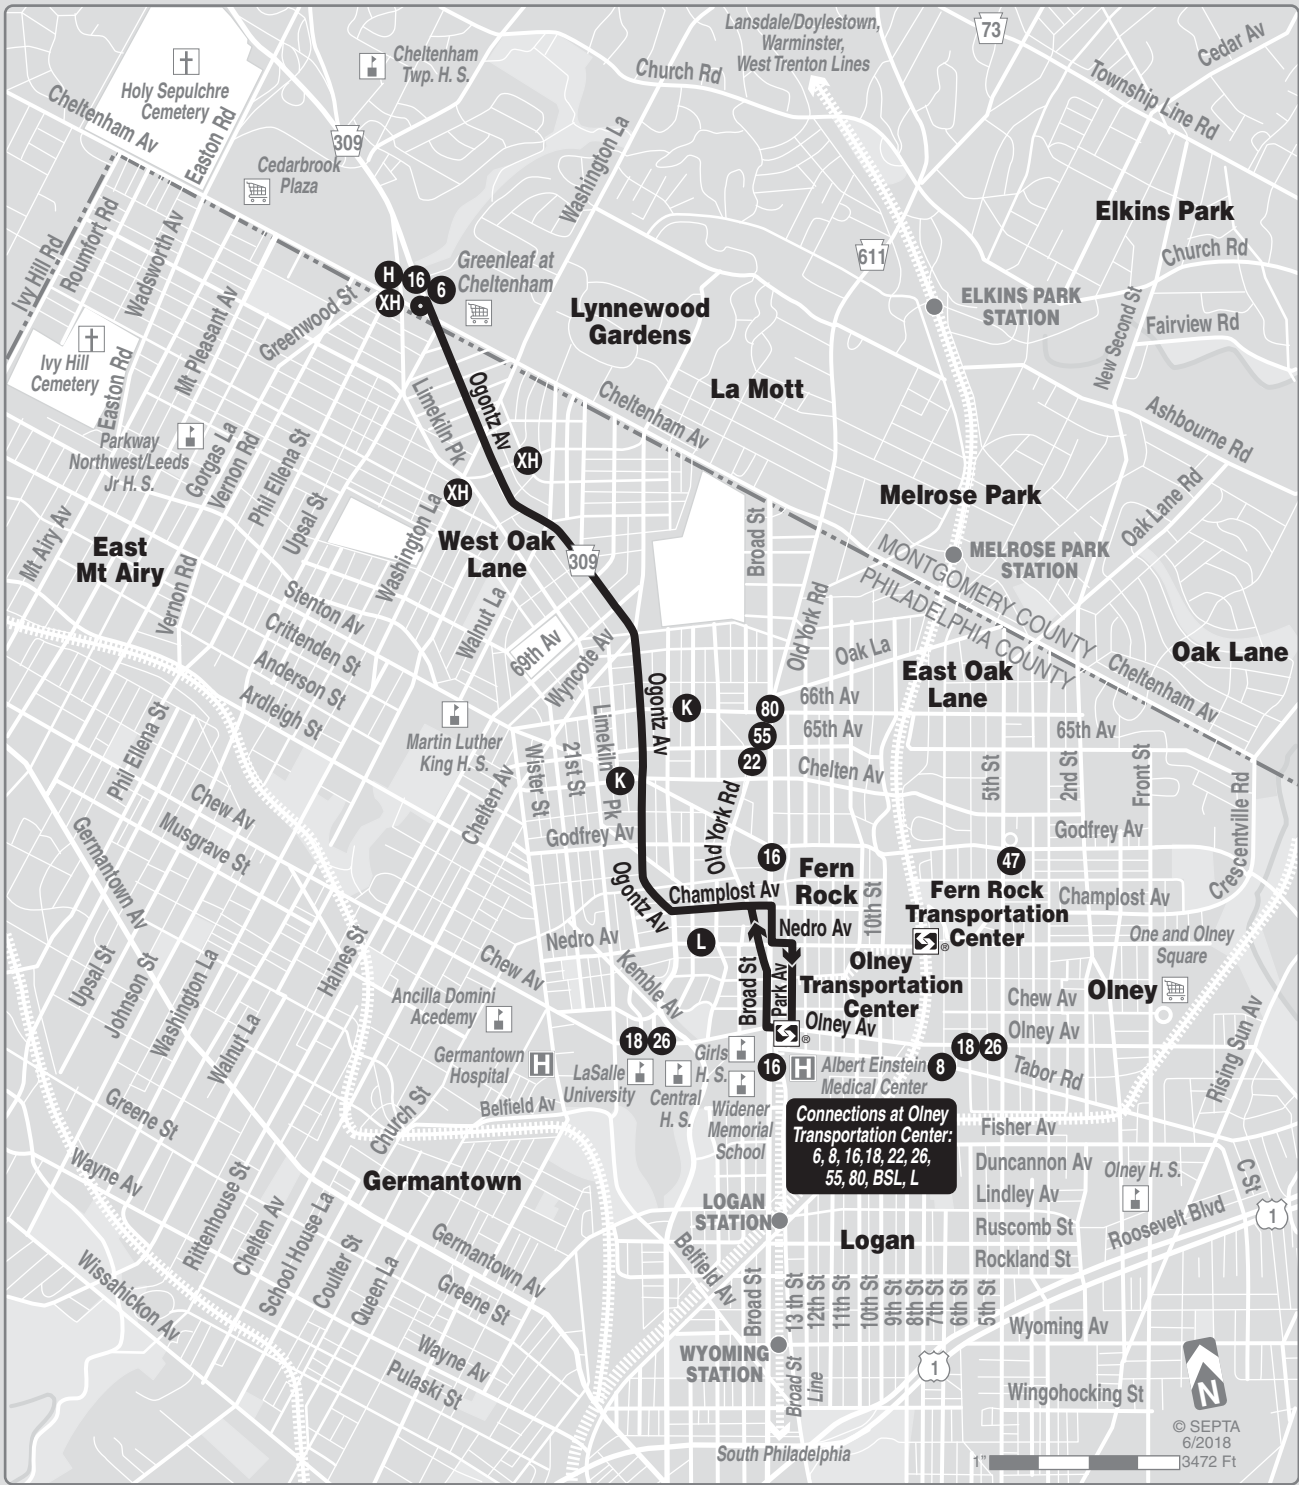 Lansdale/Doylestown,
Warminster,
West Trenton Lines
73
Cedar Av
Church Rd
Township Line Rd
Cheltenham
Twp. H. S.
Holy Sepulchre
Cemetery
Cheltenham Av
Easton Rd
309
Cedarbrook
Plaza
Washington La
Elkins Park
Church Rd
611
Ivy Hill Rd
Roumfort Rd
Wadsworth Av
Mt Pleasant Av
Greenwood St
H
16
6
XH
Greenleaf at
Cheltenham
Lynnewood
Gardens
ELKINS PARK
STATION
New Second St
Fairview Rd
Ivy Hill
Cemetery
Easton Rd
Limekiln Pk
Ogontz Av
La Mott
Cheltenham Av
Ashbourne Rd
Parkway
Northwest/Leeds
Jr H. S.
Gorgas La
Vernon Rd
Phil Ellena St
Upsal St
XH
XH
Washington La
Melrose Park
Oak Lane Rd
Mt Airy Av
East
Mt Airy
West Oak
Lane
309
Broad St
MELROSE PARK
STATION
MONTGOMERY COUNTY
PHILADELPHIA COUNTY
Vernon Rd
Stenton Av
Crittenden St
Anderson St
Ardleigh St
Walnut La
69th Av
Wyncote Av
Old York Rd
Oak La
East Oak
Lane
Oak Lane
Cheltenham Av
66th Av
65th Av
65th Av
Ogontz Av
K
80
55
22
Phil Ellena St
Martin Luther
King H. S.
Wister St
21st St
Limekiln
Pk
K
Chelten Av
Chelten Av
5th St
2nd St
Front St
Crescentville Rd
Chew Av
Musgrave St
Germantown Av
Godfrey Av
Godfrey Av
Old York Rd
16
47
Fern
Rock
Fern Rock
Transportation
Center
®
Champlost Av
Champlost Av
Ogontz Av
10th St
Nedro Av
Nedro Av
L
One and Olney
Square
Upsal St
Johnson St
Washington La
Walnut La
Haines St
Chew Av
Kemble Av
Broad St
Park Av
Olney
Transportation
Center
Olney Av
®
Olney
Chew Av
Olney Av
Ancilla Domini
Acedemy
18
26
18
26
Germantown
Hospital
H
Girls
H. S.
16
H
Albert Einstein
Medical Center
8
Tabor Rd
Rising Sun Av
LaSalle
University
Central
H. S.
Widener
Memorial
School
Greene St
Church St
Belfield Av
Connections at Olney
Transportation Center:
6, 8, 16,18, 22, 26,
55, 80, BSL, L
Fisher Av
Duncannon Av
Lindley Av
Ruscomb St
Rockland St
Olney H. S.
C St
1
Roosevelt Blvd
Wayne Av
Germantown
LOGAN
STATION
Logan
Rittenhouse St
Chelten Av
School House La
Coulter St
Queen La
Germantown Av
Greene St
Belfield Av
Wissahickon Av
Broad St
13 th St
12th St
11th St
10th St
9th St
8th St
7th St
6th St
5th St
Wyoming Av
Wayne Av
Pulaski St
WYOMING
STATION
Broad St
Line
1
Wingohocking St
N
South Philadelphia
© SEPTA
6/2018
1"
3472 Ft